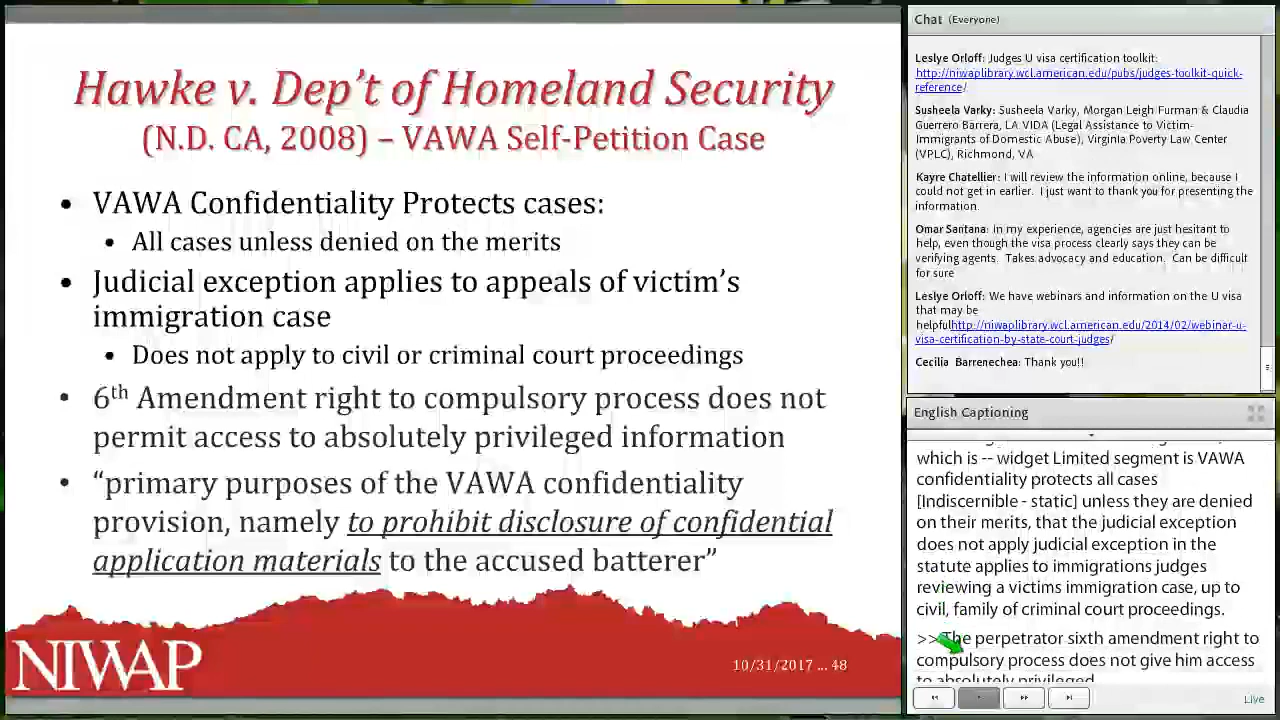 Hawke v. Dep't of Homeland Security
(N.D. CA, 2008) – VAWA Self-Petition Case
• VAWA Confidentiality Protects cases:
• All cases unless denied on the merits
• Judicial exception applies to appeals of victim's
immigration case
• Does not apply to civil or criminal court proceedings
• 6th Amendment right to compulsory process does not
permit access to absolutely privileged information
• “primary purposes of the VAWA confidentiality
provision, namely to prohibit disclosure of confidential
application materials to the accused batterer”
NIWAP
10/31/2017 ... 48
Chat (Everyone)
Leslye Orloff: Judges U visa certification toolkit:
http://niwaplibrary.wcl.american.edu/pubs/judges-toolkit-quick-
reference/
Susheela Varky: Susheela Varky, Morgan Leigh Furman & Claudia
Guerrero Barrera, LA VIDA (Legal Assistance to Victim-
Immigrants of Domestic Abuse), Virginia Poverty Law Center
(VPLC), Richmond, VA
Kayre Chatellier: I will review the information online, because I
could not get in earlier. I just want to thank you for presenting the
information.
Omar Santana: in my experience, agencies are just hesitant to
help, even though the visa process clearly says they can be
verifying agents. Takes advocacy and education. Can be difficult
for sure
Leslye Orloff: We have webinars and information on the U visa
that may be
helpfulhttp://niwaplibrary.wcl.american.edu/2014/02/webinar-u-
visa-certification-by-state-court-judges/
Cecilia Barrenechea: Thank you!!
English Captioning
which is -- widget Limited segment is VAWA
confidentiality protects all cases
[Indiscernible - static] unless they are denied
on their merits, that the judicial exception
does not apply judicial exception in the
statute applies to immigrations judges
reviewing a victims immigration case, up to
civil, family of criminal court proceedings.
>> The perpetrator sixth amendment right to
compulsory process does not give him access
to absolutely privileged
Live